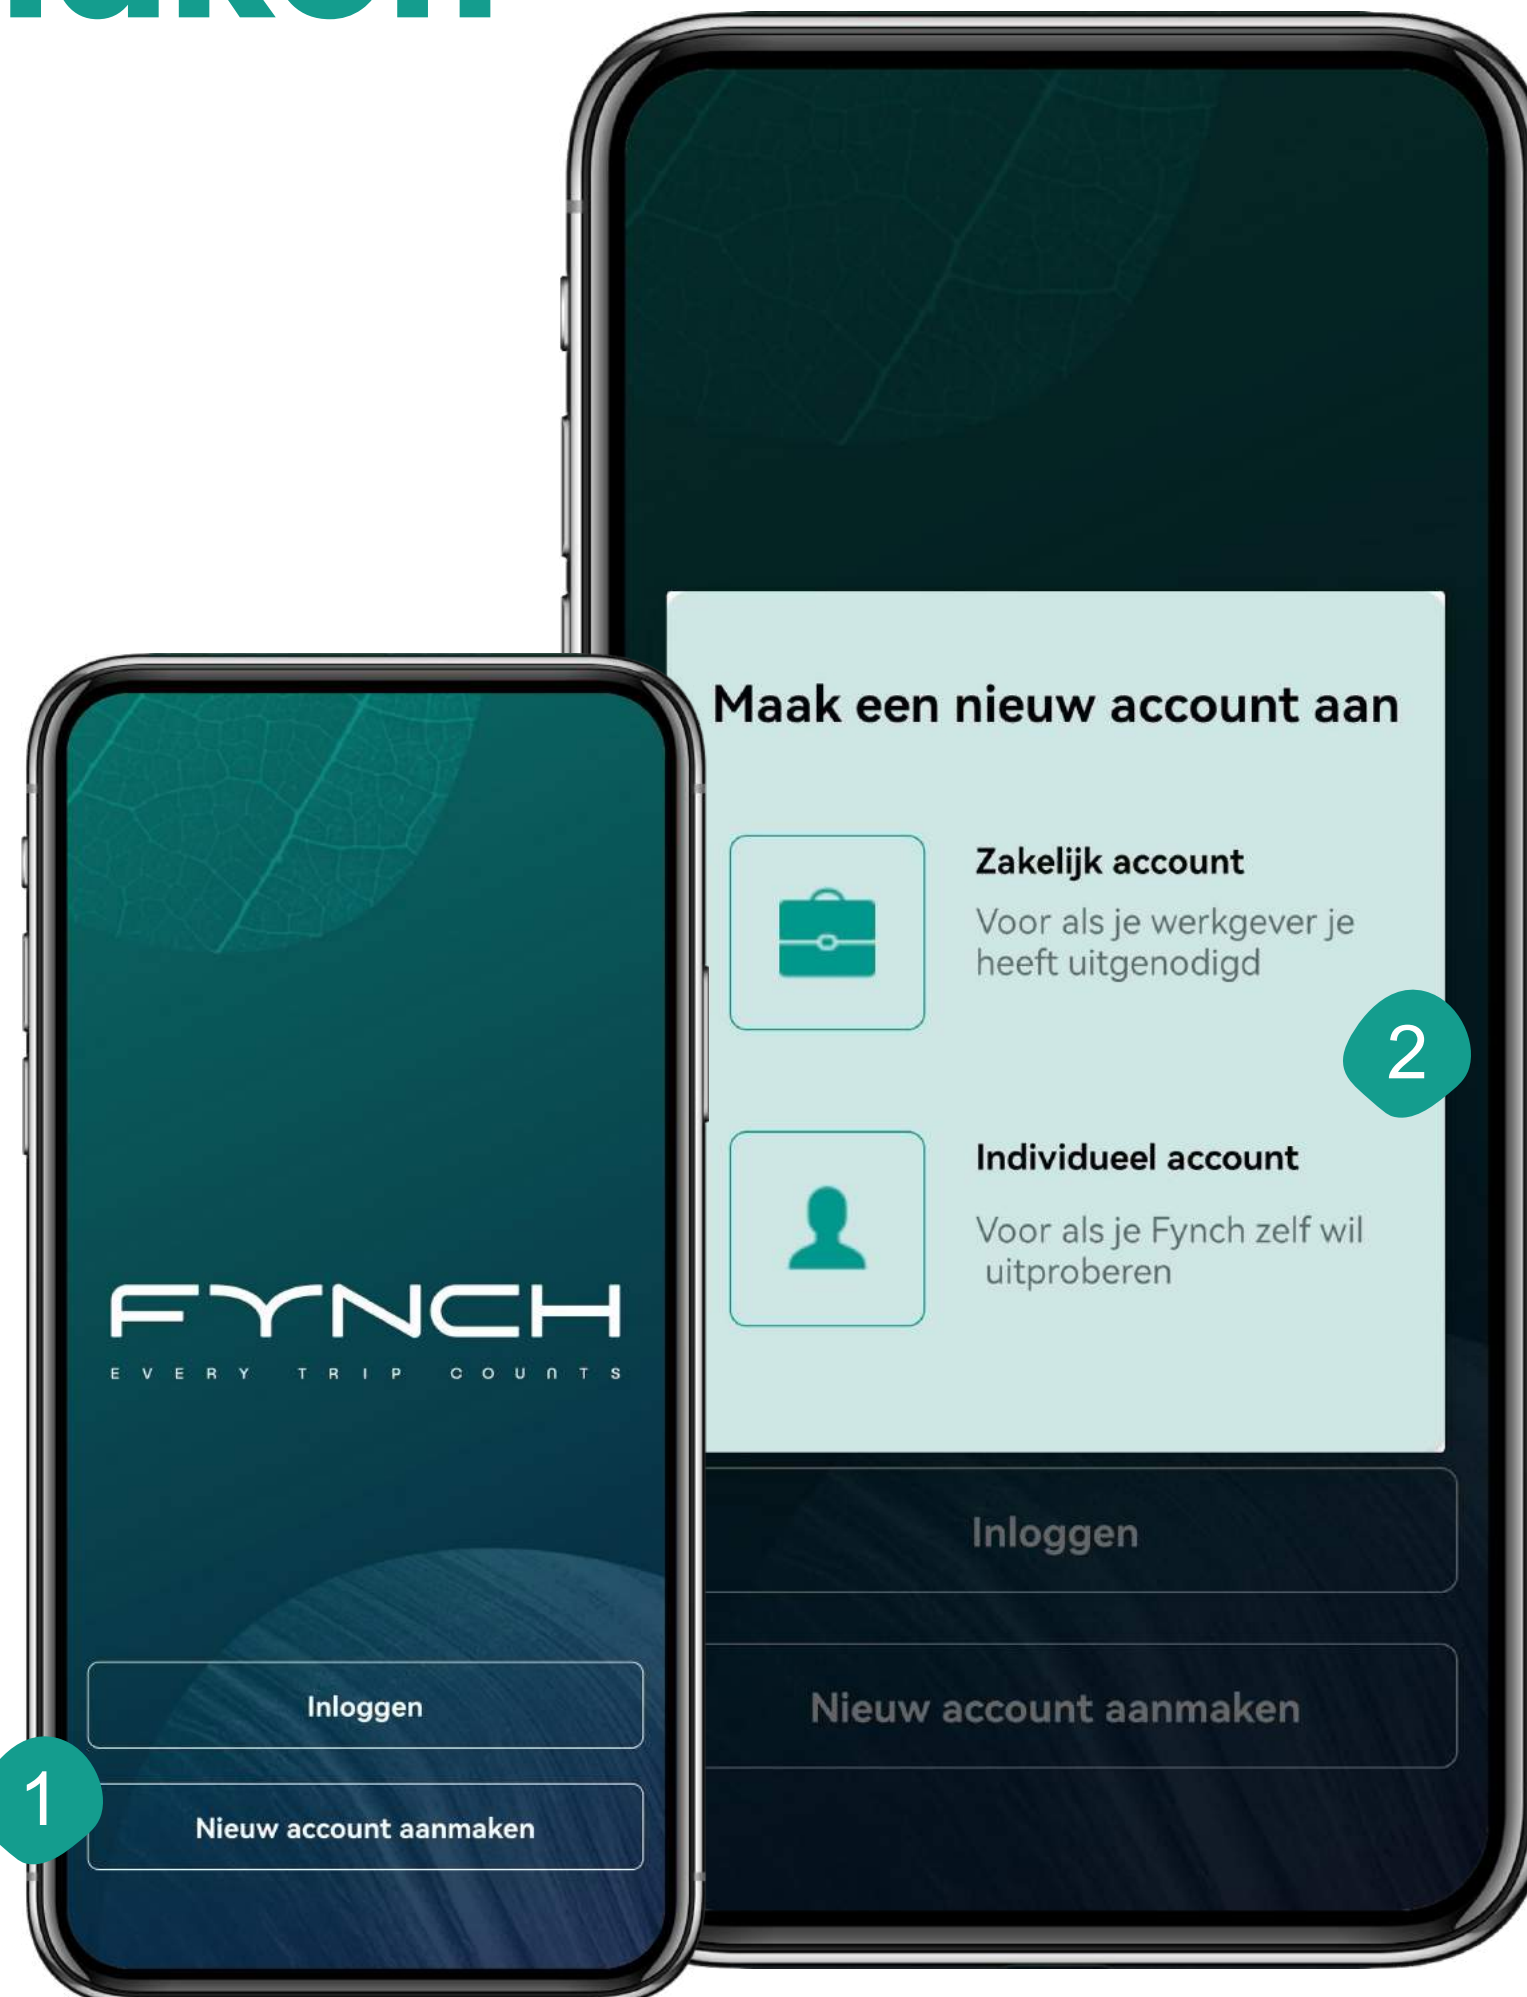 Maak een nieuw account aan
Zakelijk account
Voor als je werkgever je
heeft uitgenodigd
2
Individueel account
Voor als je Fynch zelf wil
uitproberen
Inloggen
Nieuw account aanmaken
FYNCH
EVERY TRIP COUNTS
Inloggen
1
Nieuw account aanmaken